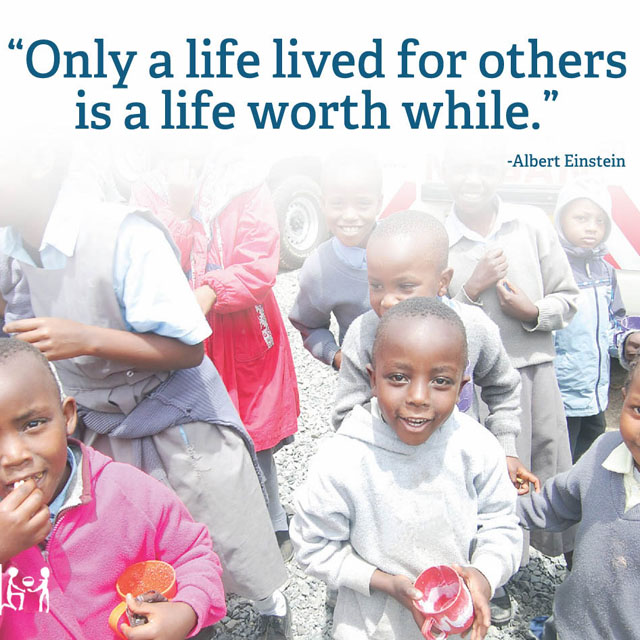 “Only a life lived for others
is a life worth while.”
-Albert Einstein